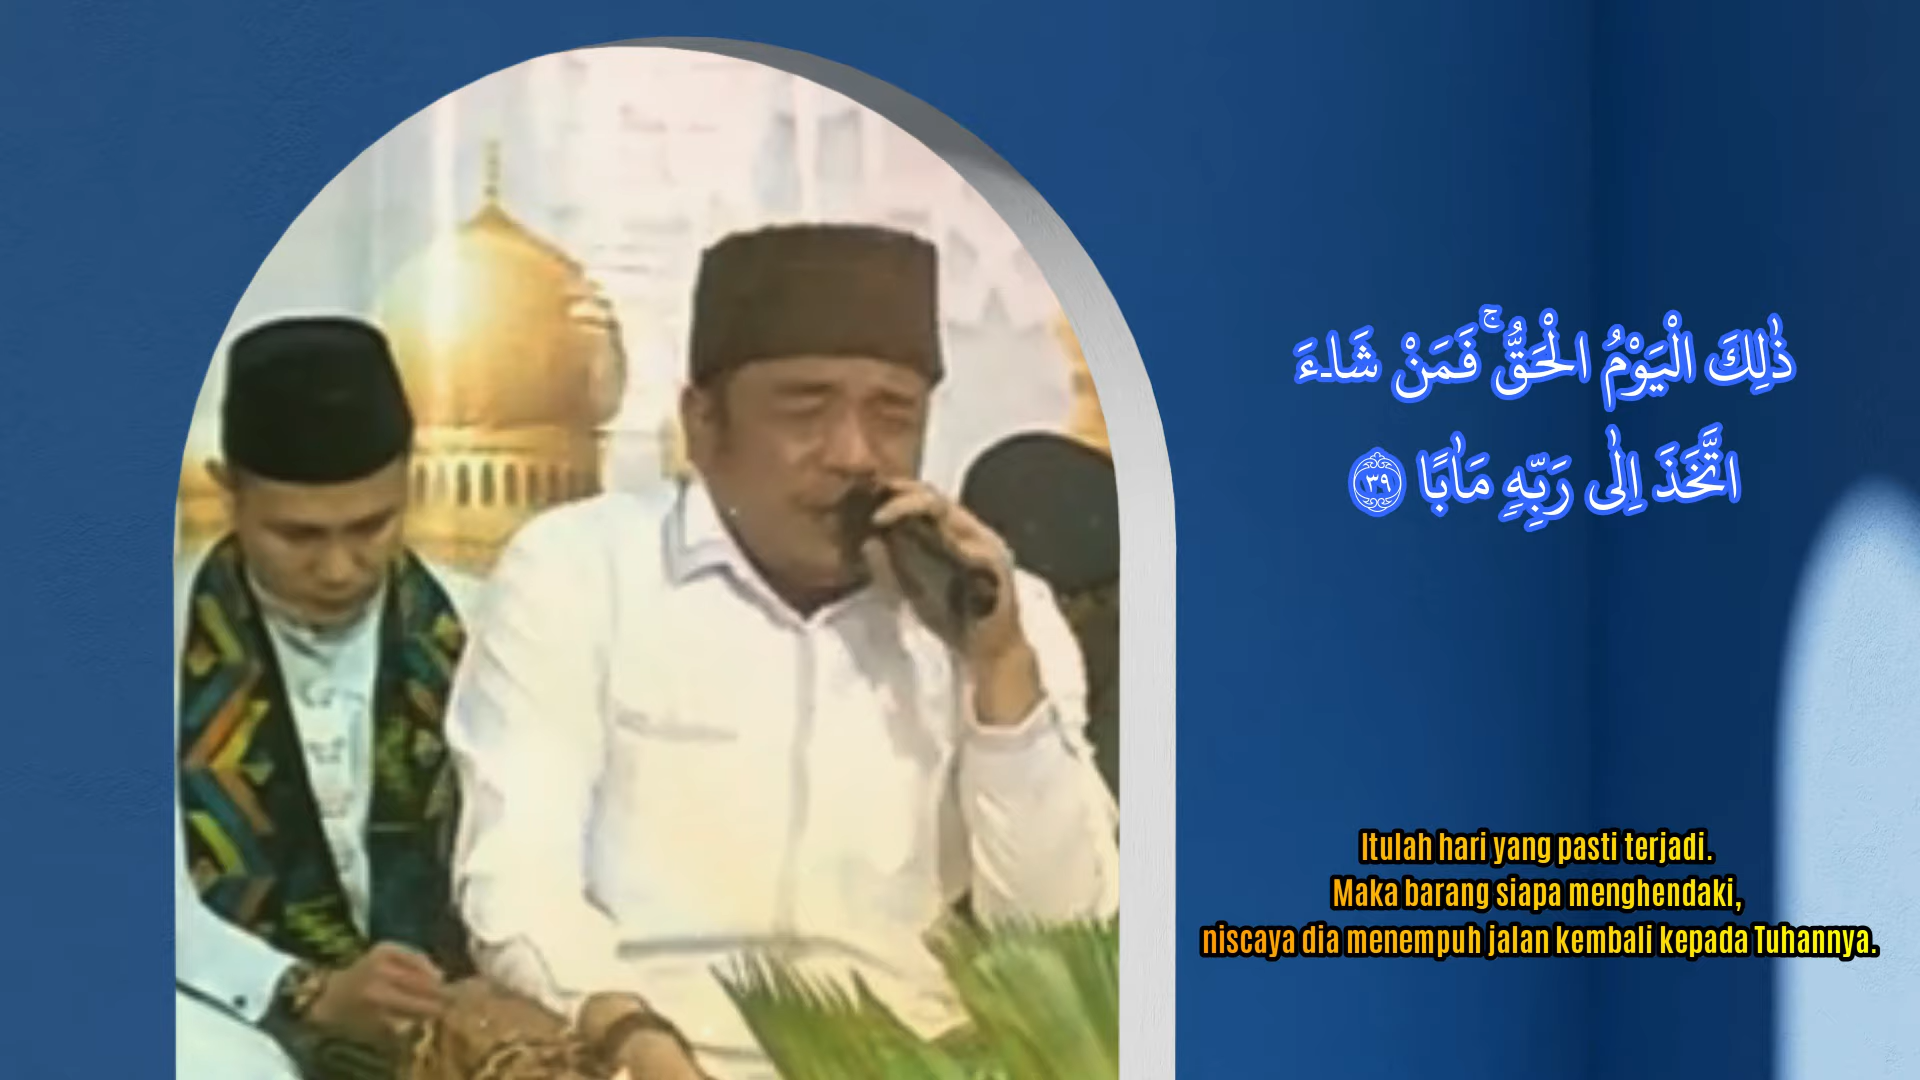 ذٰلِكَ الْيَوْمُ الْحَقُّ ۚ فَمَنْ شَاۤءَ
اتَّخَذَ اِلٰى رَبِّهٖ مَاٰبًا ۝٣٩
Itulah hari yang pasti terjadi.
Maka barang siapa menghendaki,
niscaya dia menempuh jalan kembali kepada Tuhannya.